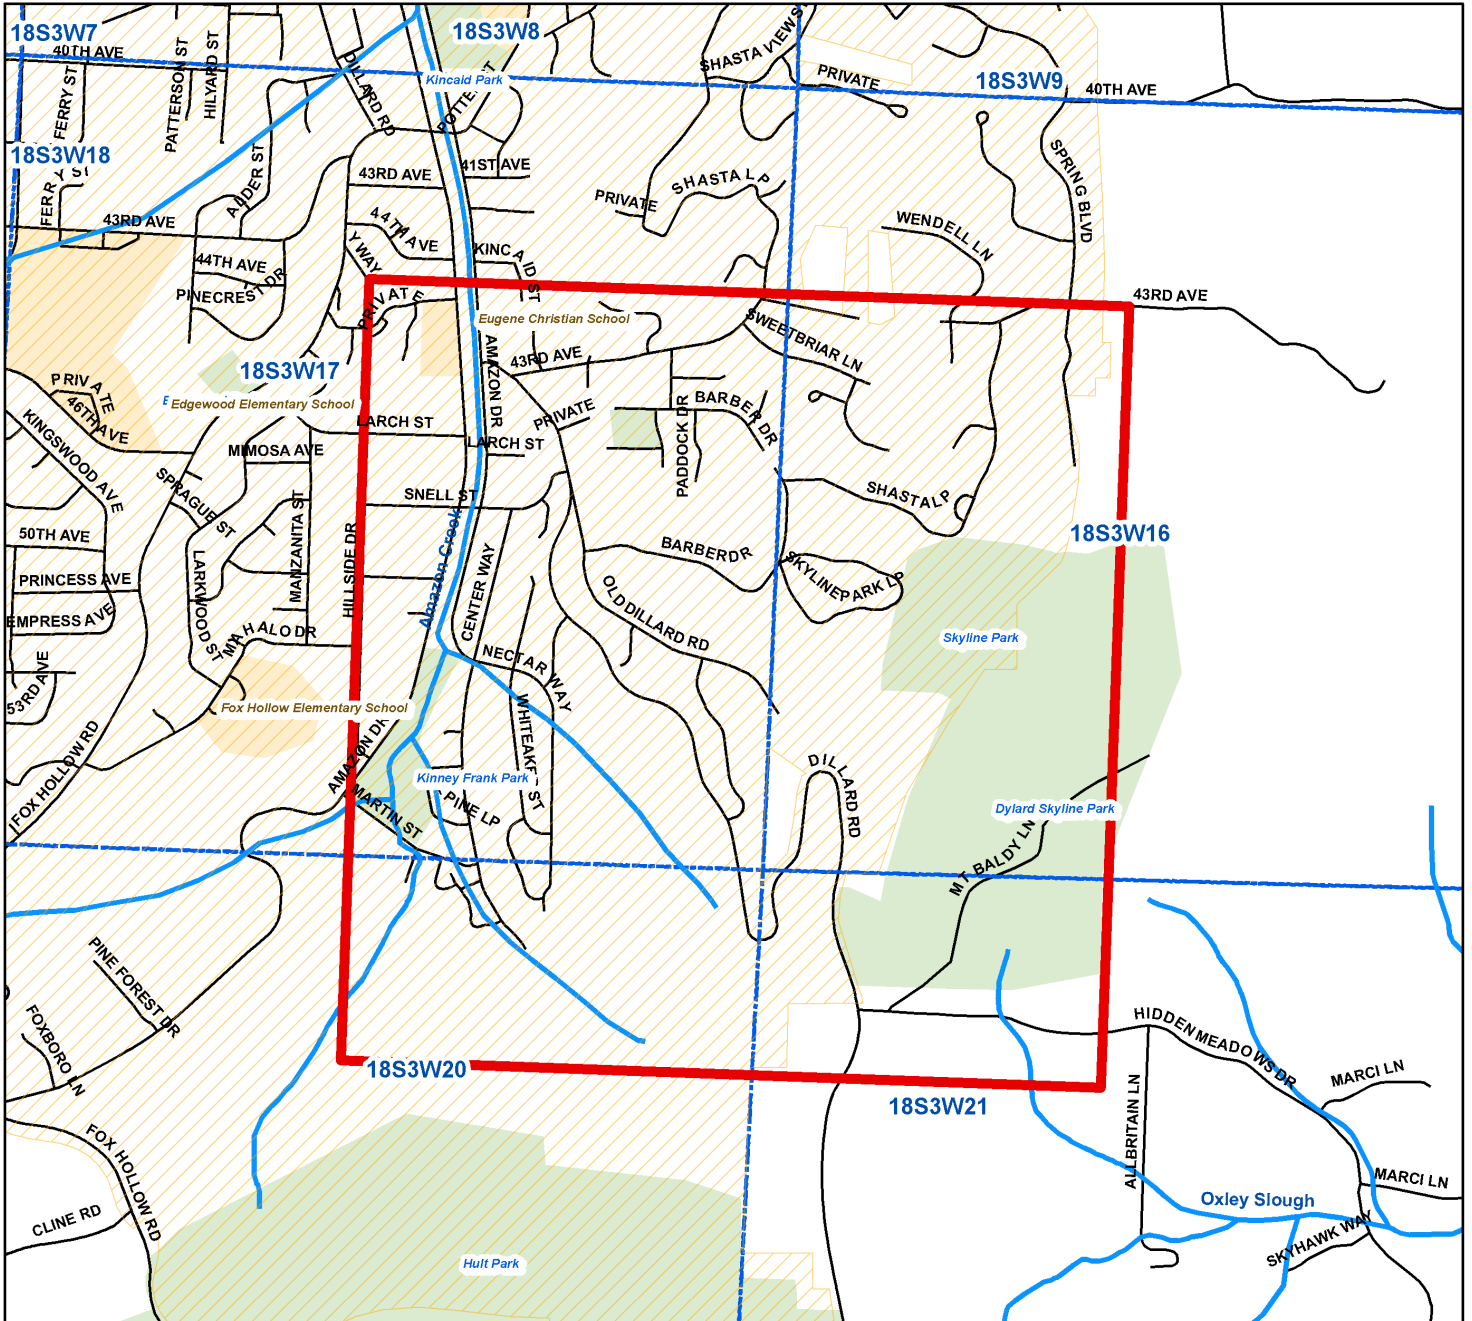 18S3W7
18S3W8
40TH AVE
PATTERSON ST
HILYARD ST
FERRY ST
DILLARD RD
Kincaid Park
POTTER ST
SHASTA VIEW ST
PRIVATE
18S3W9
40TH AVE
18S3W18
FERRY ST
ALDER ST
43RD AVE
41ST AVE
43RD AVE
44TH AVE
Y WAY
KINCAID ST
PRIVATE
SHASTA LP
WENDELL LN
SPRING BLVD
44TH AVE
PINECREST DR
PRIVATE
Eugene Christian School
43RD AVE
SWEETBRIAR LN
43RD AVE
AMAZON DR
18S3W17
PRIVATE
46TH AVE
Edgewood Elementary School
KINGSWOOD AVE
LARCH ST
LARCH ST
PRIVATE
PADDOCK DR
BARBER DR
MIMOSA AVE
SPRAGUE ST
SNELL ST
SHASTA LP
MANZANITA ST
HILLSIDE DR
Amazon Creek
18S3W16
50TH AVE
PRINCESS AVE
EMPRESS AVE
LARKWOOD ST
MAHALO DR
CENTER WAY
BARBER DR
SKYLINE PARK LP
OLD DILLARD RD
Skyline Park
NECTAR WAY
53RD AVE
WHITEAKER ST
Fox Hollow Elementary School
FOX HOLLOW RD
AMAZON DR
Kinney Frank Park
MARTIN ST
PINE LP
DILLARD RD
Dylard Skyline Park
MT BALDY LN
PINE FOREST DR
FOXBORO LN
18S3W20
18S3W21
HIDDEN MEADOWS DR
MARCI LN
ALLBRITAIN LN
FOX HOLLOW RD
CLINE RD
MARCI LN
Oxley Slough
SKYHAWK WAY
Hult Park